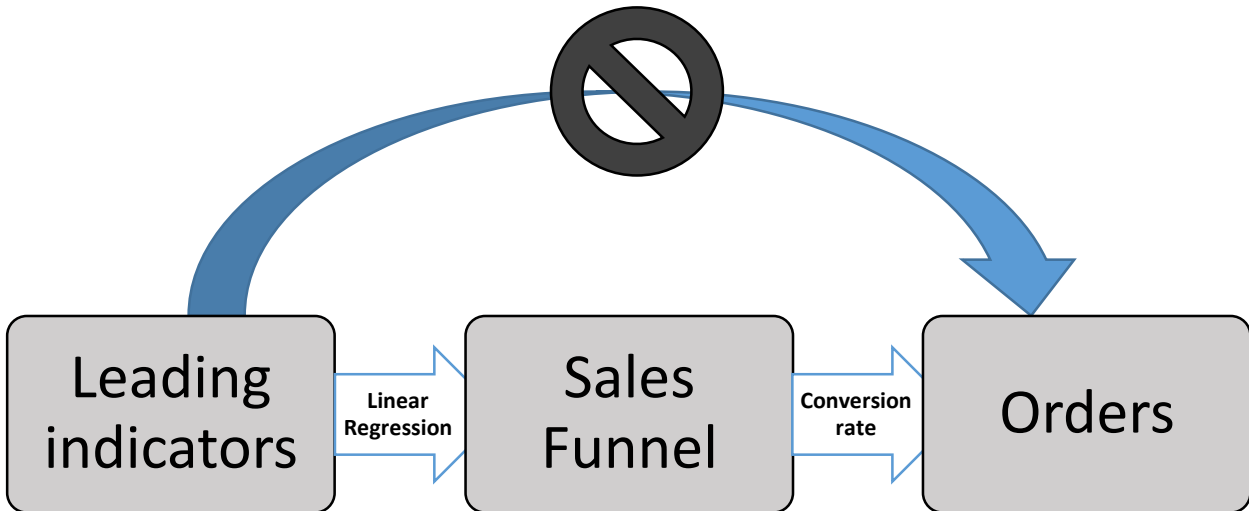 Leading
indicators
Linear
Regression
Sales
Funnel
Conversion
rate
Orders